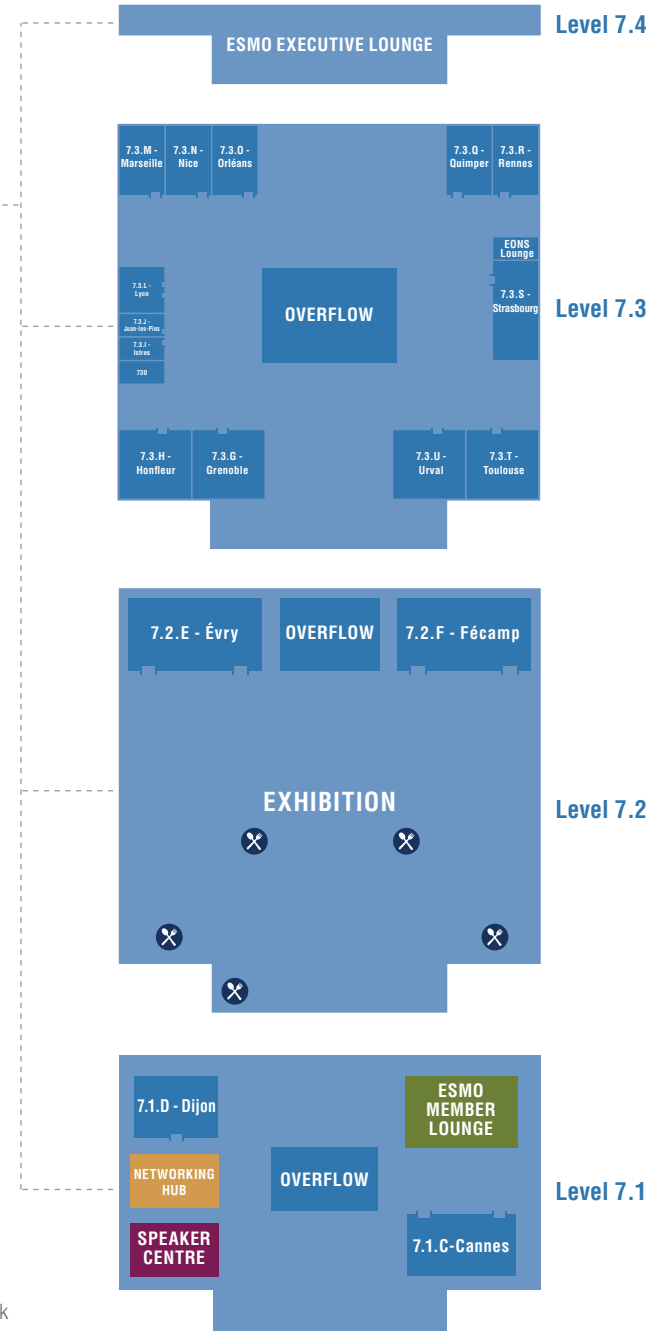 Level 7.4
ESMO EXECUTIVE LOUNGE
7.3.M -
Marseille
7.3.N -
Nice
7.3.O -
Orléans
7.3.Q -
Quimper
7.3.R -
Rennes
EONS
Lounge
7.3.L -
Lyon
7.3.S -
Strasbourg
OVERFLOW
Level 7.3
7.3.J -
Juan-les-Pins
7.3.I -
Istres
730
7.3.H -
Honfleur
7.3.G -
Grenoble
7.3.U -
Urval
7.3.T -
Toulouse
7.2.E - Évry
OVERFLOW
7.2.F - Fécamp
EXHIBITION
Level 7.2
7.1.D - Dijon
ESMO
MEMBER
LOUNGE
NETWORKING
HUB
OVERFLOW
Level 7.1
SPEAKER
CENTRE
7.1.C-Cannes
k